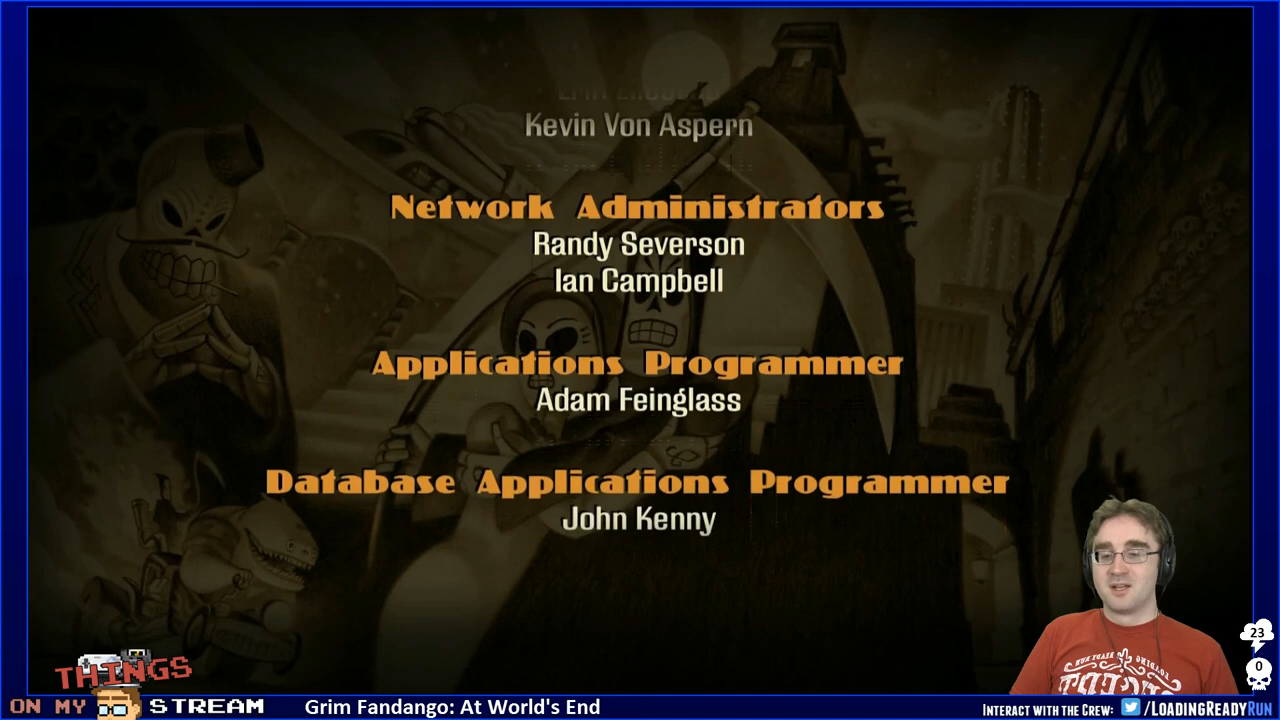 Kevin Von Aspern
Network Administrators
Randy Severson
Ian Campbell
Applications Programmer
Adam Feinglass
Database Applications Programmer
John Kenny
23
0
THINGS
ON MY STREAM
Grim Fandango: At World's End
INTERACT WITH THE CREW: /LOADINGREADYRUN